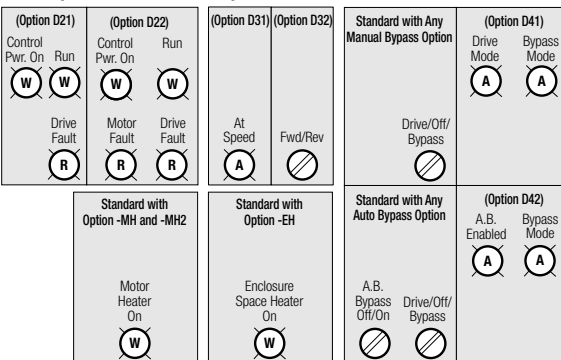 (Option D21)
Control
Pwr. On
Run
W
W
Drive
Fault
R
(Option D22)
Control
Pwr. On
Run
W
W
Motor
Fault
Drive
Fault
R
R
(Option D31)
At
Speed
A
(Option D32)
Fwd/Rev
Standard with Any
Manual Bypass Option
Drive/Off/
Bypass
(Option D41)
Drive
Mode
Bypass
Mode
A
A
Standard with
Option -MH and -MH2
Motor
Heater
On
W
Standard with
Option -EH
Enclosure
Space Heater
On
W
Standard with Any
Auto Bypass Option
A.B.
Bypass
Off/On
Drive/Off/
Bypass
(Option D42)
A.B.
Enabled
Bypass
Mode
A
A